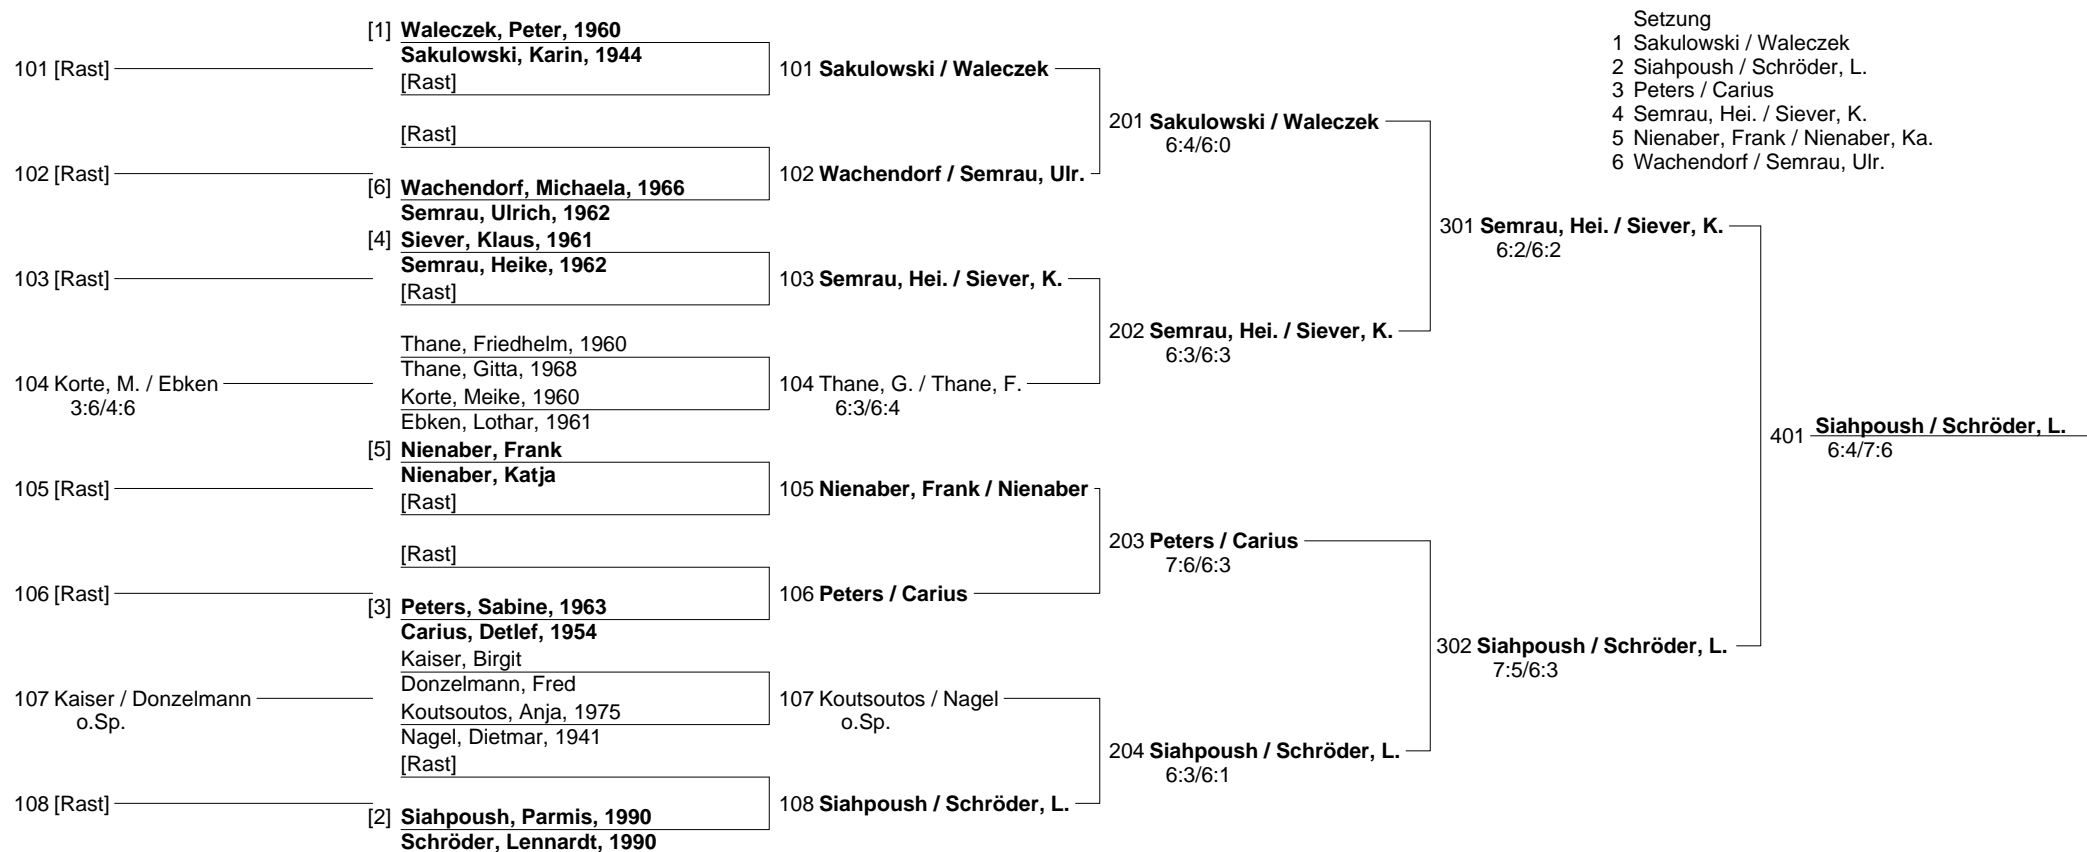 [1] Waleczek, Peter, 1960
Sakulowski, Karin, 1944
101 [Rast]
[Rast]
[Rast]
102 [Rast]
[6] Wachendorf, Michaela, 1966
Semrau, Ulrich, 1962
[4] Siever, Klaus, 1961
Semrau, Heike, 1962
103 [Rast]
[Rast]
Thane, Friedhelm, 1960
Thane, Gitta, 1968
104 Korte, M. / Ebken
3:6/4:6
Korte, Meike, 1960
Ebken, Lothar, 1961
[5] Nienaber, Frank
Nienaber, Katja
105 [Rast]
[Rast]
[Rast]
106 [Rast]
[3] Peters, Sabine, 1963
Carius, Detlef, 1954
Kaiser, Birgit
Donzelmann, Fred
107 Kaiser / Donzelmann
o.Sp.
Koutsoutos, Anja, 1975
Nagel, Dietmar, 1941
[Rast]
108 [Rast]
[2] Siahpoush, Parmis, 1990
Schröder, Lennardt, 1990
101 Sakulowski / Waleczek
102 Wachendorf / Semrau, Ulr.
103 Semrau, Hei. / Siever, K.
104 Thane, G. / Thane, F.
6:3/6:4
105 Nienaber, Frank / Nienaber
106 Peters / Carius
107 Koutsoutos / Nagel
o.Sp.
108 Siahpoush / Schröder, L.
201 Sakulowski / Waleczek
6:4/6:0
202 Semrau, Hei. / Siever, K.
6:3/6:3
203 Peters / Carius
7:6/6:3
204 Siahpoush / Schröder, L.
6:3/6:1
301 Semrau, Hei. / Siever, K.
6:2/6:2
302 Siahpoush / Schröder, L.
7:5/6:3
401 Siahpoush / Schröder, L.
6:4/7:6
Setzung
1 Sakulowski / Waleczek
2 Siahpoush / Schröder, L.
3 Peters / Carius
4 Semrau, Hei. / Siever, K.
5 Nienaber, Frank / Nienaber, Ka.
6 Wachendorf / Semrau, Ulr.